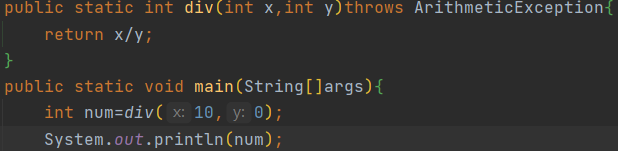 public static int div(int x,int y)throws ArithmeticException{
return x/y;
}
public static void main(String[]args){
int num=div( x: 10, y: 0);
System.out.println(num);